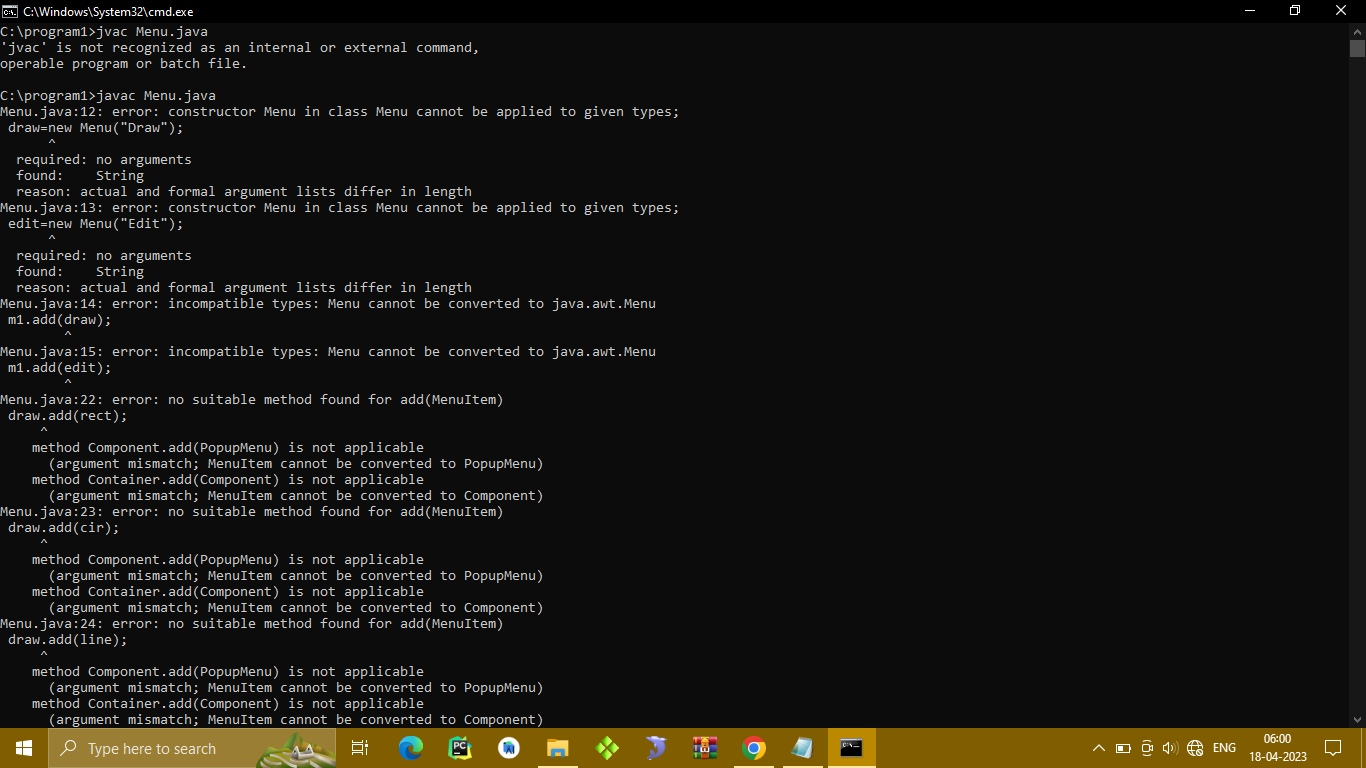 C:\Windows\System32\cmd.exe
C:\program1>jvac Menu.java
'jvac' is not recognized as an internal or external command,
operable program or batch file.
C:\program1>javac Menu.java
Menu.java:12: error: constructor Menu in class Menu cannot be applied to given types;
draw=new Menu("Draw");
^
required: no arguments
found:    String
reason: actual and formal argument lists differ in length
Menu.java:13: error: constructor Menu in class Menu cannot be applied to given types;
edit=new Menu("Edit");
^
required: no arguments
found:    String
reason: actual and formal argument lists differ in length
Menu.java:14: error: incompatible types: Menu cannot be converted to java.awt.Menu
m1.add(draw);
^
Menu.java:15: error: incompatible types: Menu cannot be converted to java.awt.Menu
m1.add(edit);
^
Menu.java:22: error: no suitable method found for add(MenuItem)
draw.add(rect);
^
method Component.add(PopupMenu) is not applicable
(argument mismatch; MenuItem cannot be converted to PopupMenu)
method Container.add(Component) is not applicable
(argument mismatch; MenuItem cannot be converted to Component)
Menu.java:23: error: no suitable method found for add(MenuItem)
draw.add(cir);
^
method Component.add(PopupMenu) is not applicable
(argument mismatch; MenuItem cannot be converted to PopupMenu)
method Container.add(Component) is not applicable
(argument mismatch; MenuItem cannot be converted to Component)
Menu.java:24: error: no suitable method found for add(MenuItem)
draw.add(line);
^
method Component.add(PopupMenu) is not applicable
(argument mismatch; MenuItem cannot be converted to PopupMenu)
method Container.add(Component) is not applicable
(argument mismatch; MenuItem cannot be converted to Component)
Type here to search
PC
ENG
06:00
18-04-2023